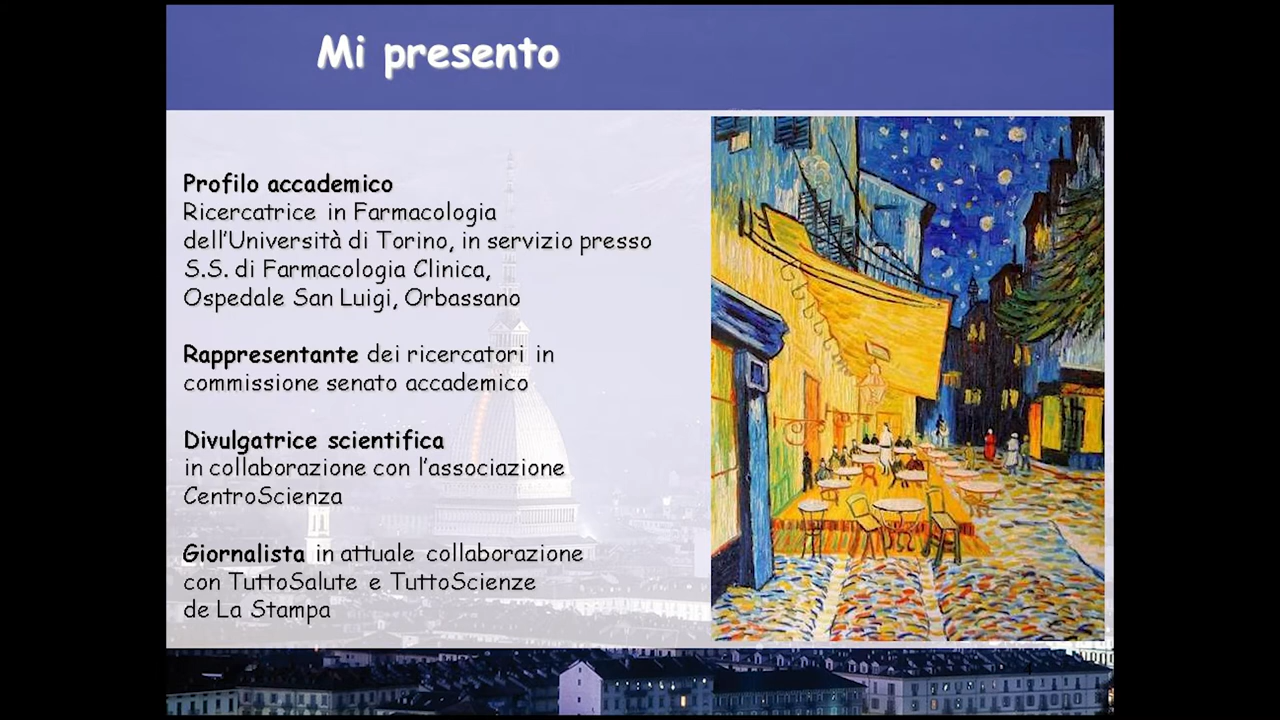 Mi presento
Profilo accademico
Ricercatrice in Farmacologia
dell'Università di Torino, in servizio presso
S.S. di Farmacologia Clinica,
Ospedale San Luigi, Orbassano
Rappresentante dei ricercatori in
commissione senato accademico
Divulgatrice scientifica
in collaborazione con l'associazione
CentroScienza
Giornalista in attuale collaborazione
con TuttoSalute e TuttoScienze
de La Stampa